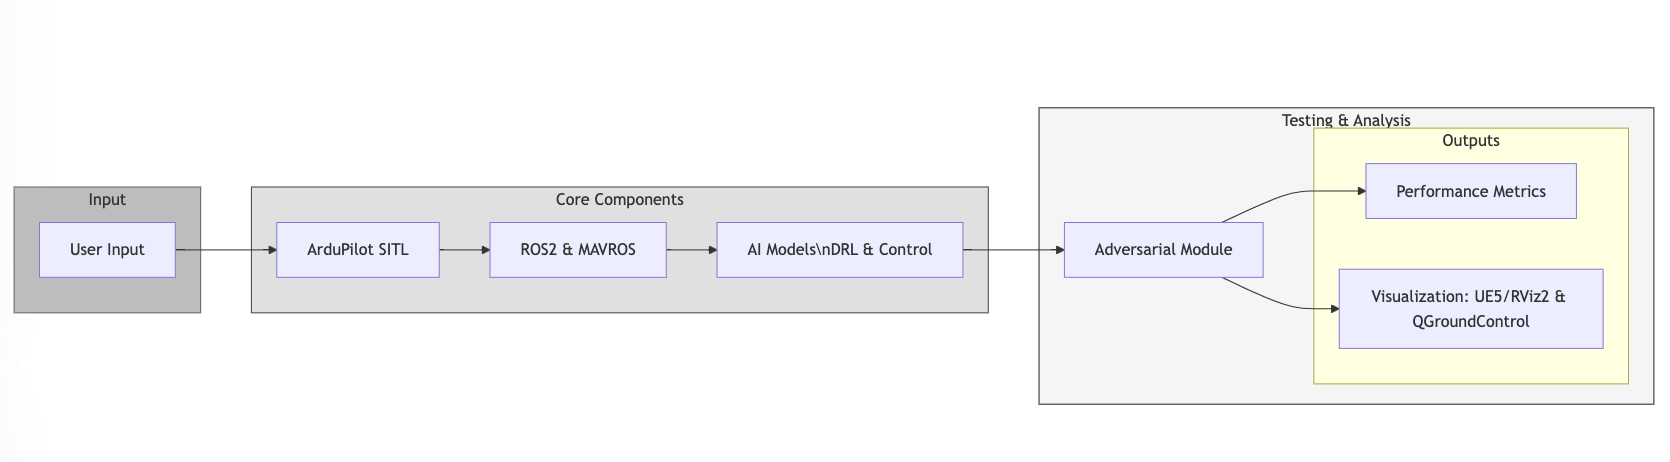 Input
User Input
Core Components
ArduPilot SITL
ROS2 & MAVROS
AI Models\nDRL & Control
Testing & Analysis
Adversarial Module
Outputs
Performance Metrics
Visualization: UE5/RViz2 &
QGroundControl